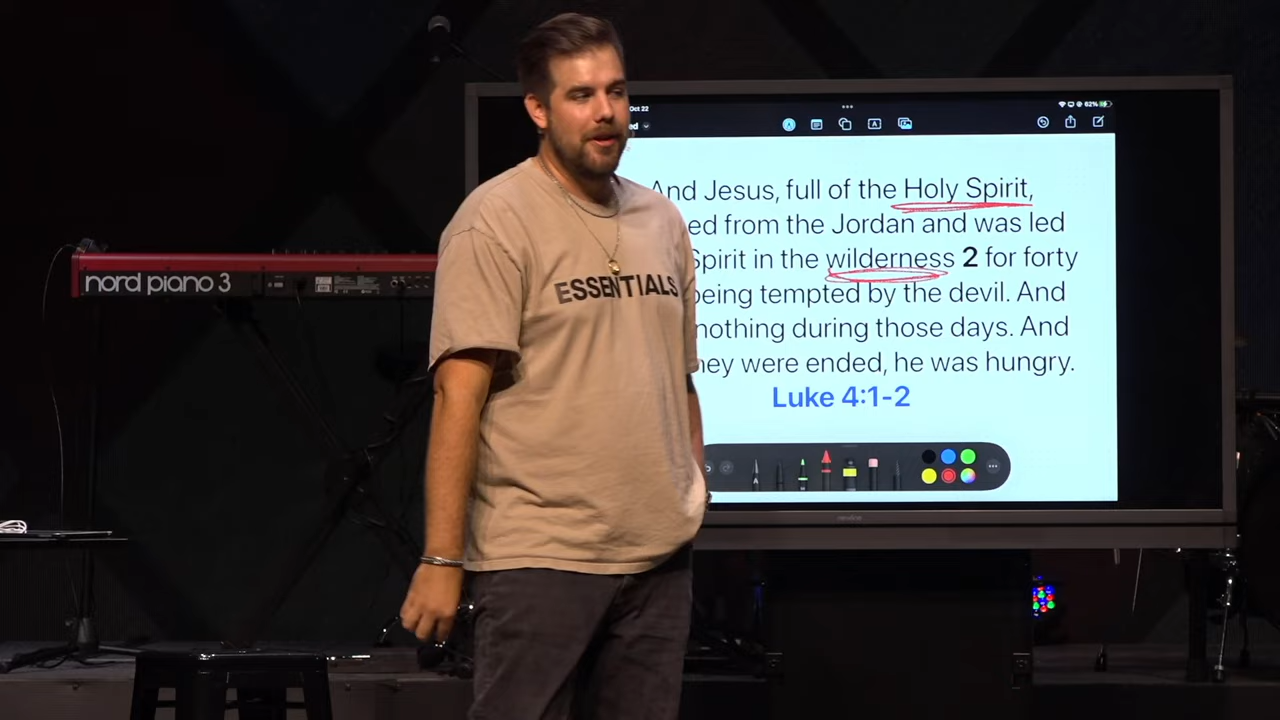 Oct 22
62%
And Jesus, full of the Holy Spirit,
ed from the Jordan and was led
Spirit in the wilderness 2 for forty
being tempted by the devil. And
nothing during those days. And
hey were ended, he was hungry.
Luke 4:1-2
nord piano 3
ESSENTIALS